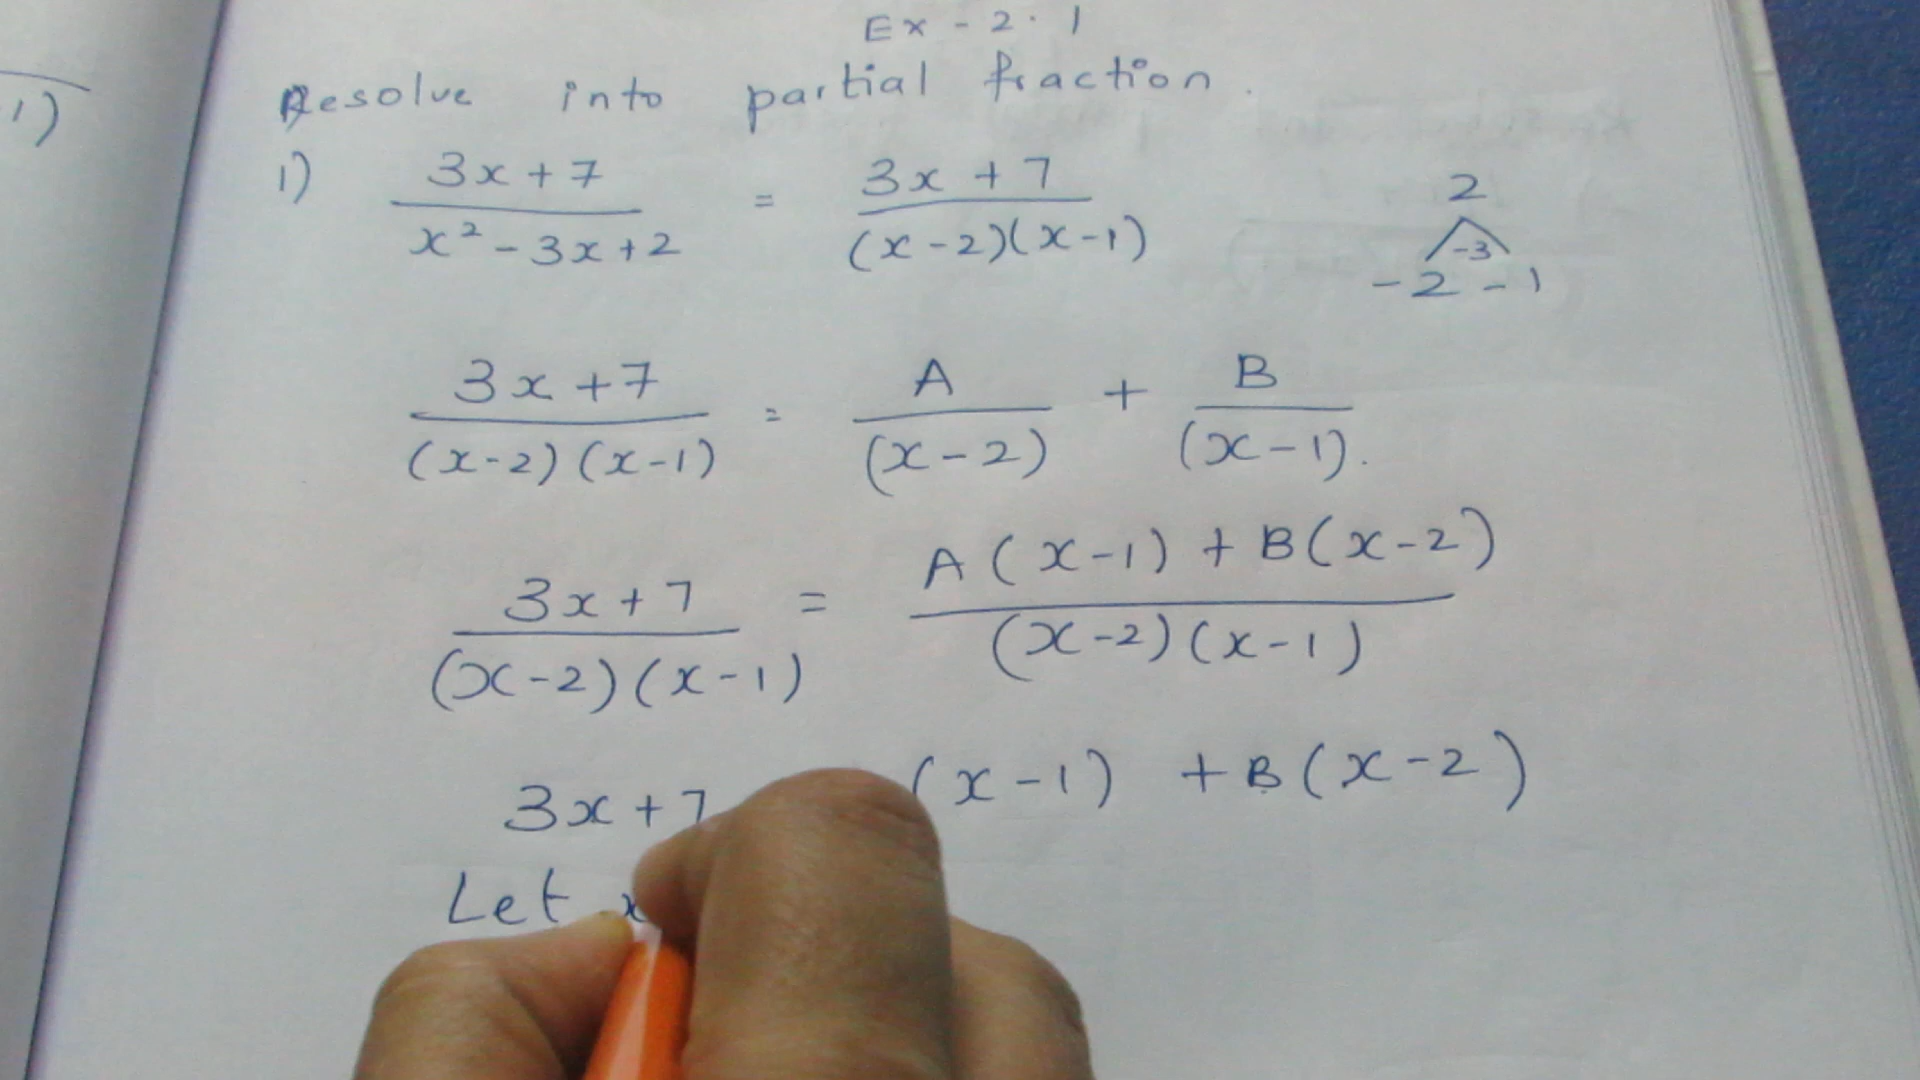 Ex - 2.1
Resolve into partial fraction.
1)
1) 3x + 7 / x² - 3x + 2 = 3x + 7 / (x - 2)(x - 1)
2
-3
-2 -1
3x + 7 / (x - 2)(x - 1) = A / (x - 2) + B / (x - 1).
3x + 7 / (x - 2)(x - 1) = A(x - 1) + B(x - 2) / (x - 2)(x - 1)
3x + 7 (x - 1) + B(x - 2)
Let x